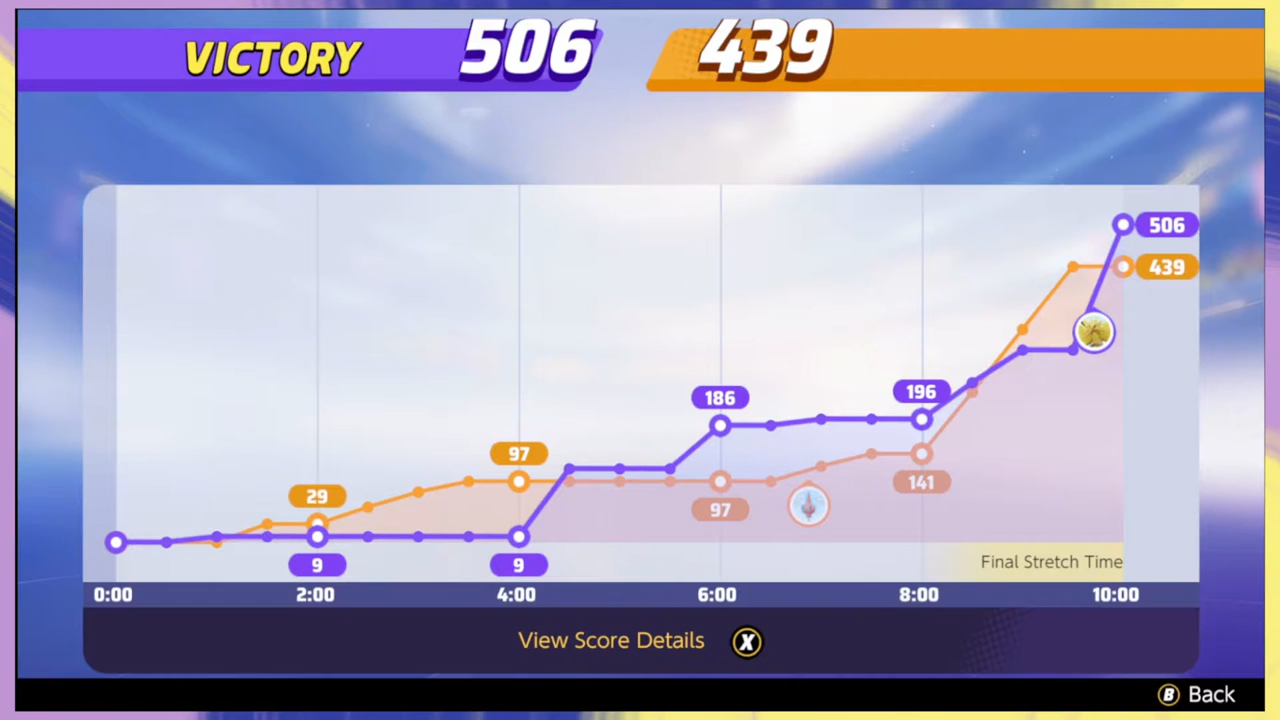 VICTORY 506 439
506
439
186 196
97
29
141
97
9 9
Final Stretch Time
0:00 2:00 4:00 6:00 8:00 10:00
View Score Details X
B Back